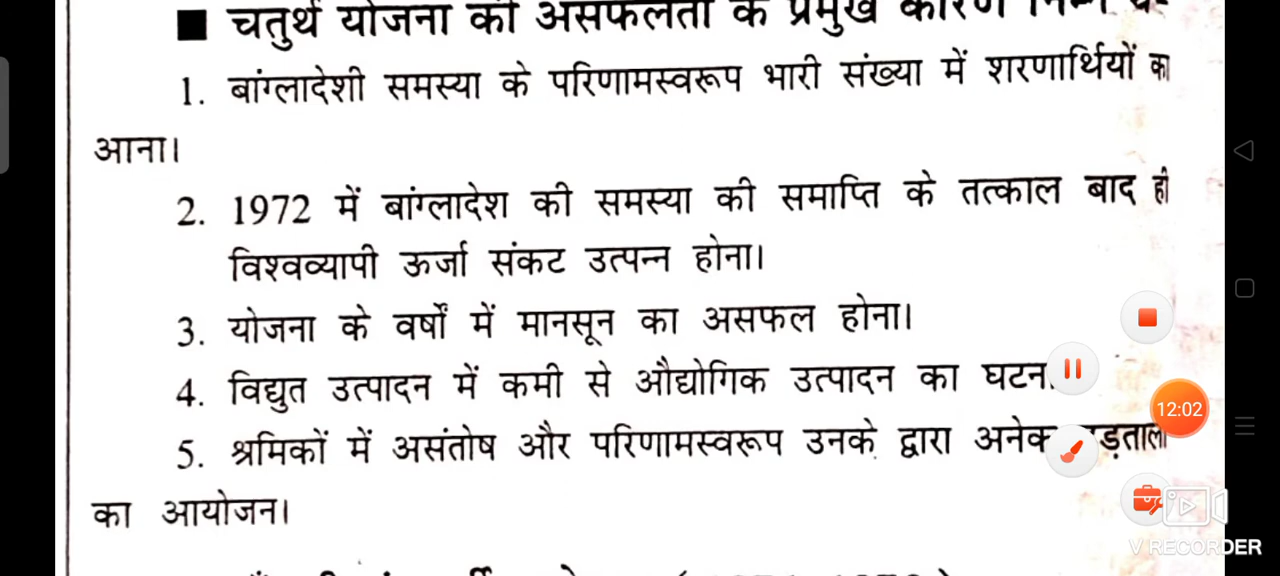 ■ चतुर्थ योजना की असफलता के प्रमुख कारण निम्न थे-
1. बांग्लादेशी समस्या के परिणामस्वरूप भारी संख्या में शरणार्थियों का
आना।
2. 1972 में बांग्लादेश की समस्या की समाप्ति के तत्काल बाद ही
विश्वव्यापी ऊर्जा संकट उत्पन्न होना।
3. योजना के वर्षों में मानसून का असफल होना।
4. विद्युत उत्पादन में कमी से औद्योगिक उत्पादन का
12:02
5. श्रमिकों में असंतोष और परिणामस्वरूप उनके द्वारा अनेक
का आयोजन।
V RECORDER